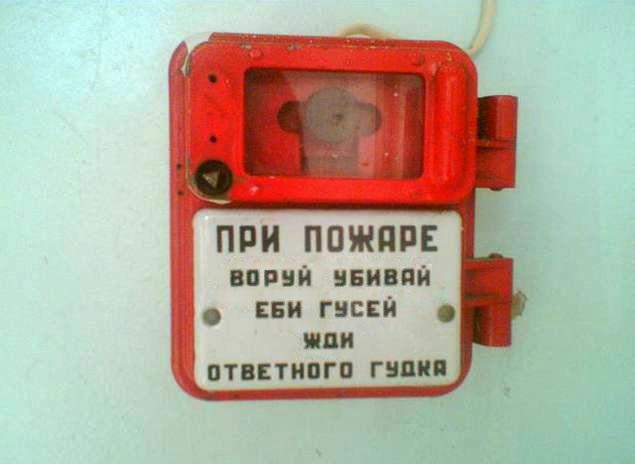 ПРИ ПОЖАРЕ
ВОРУЙ УБИВАЙ
ЕБИ ГУСЕЙ
ЖДИ
ОТВЕТНОГО ГУДКА